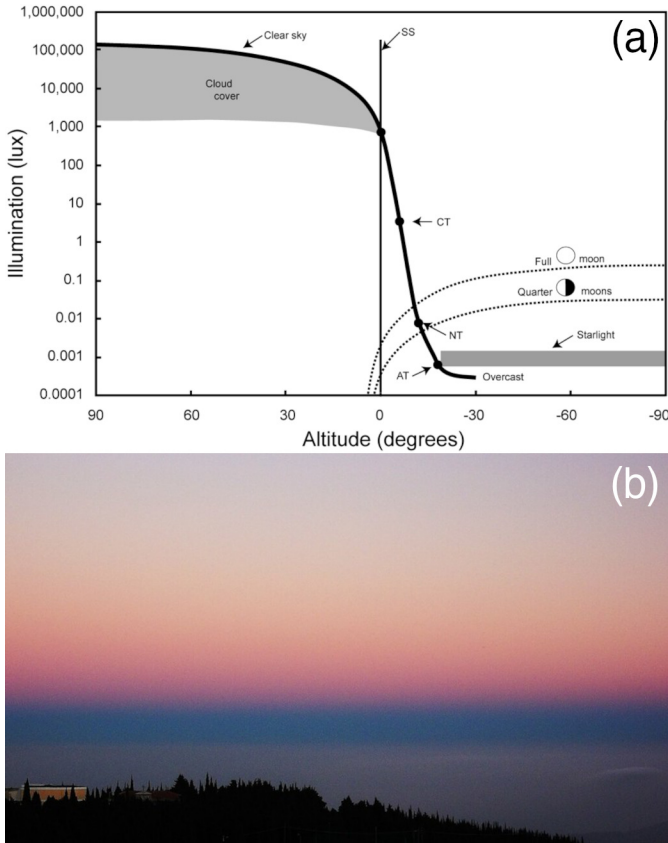 1,000,000
(a)
Clear sky
SS
100,000
Cloud
cover
10,000
1,000
100
10
CT
1
Full moon
0.1
Quarter moons
0.01
NT
Starlight
0.001
AT
Overcast
0.0001
Illumination (lux)
90 60 30 0 -30 -60 -90
Altitude (degrees)
(b)